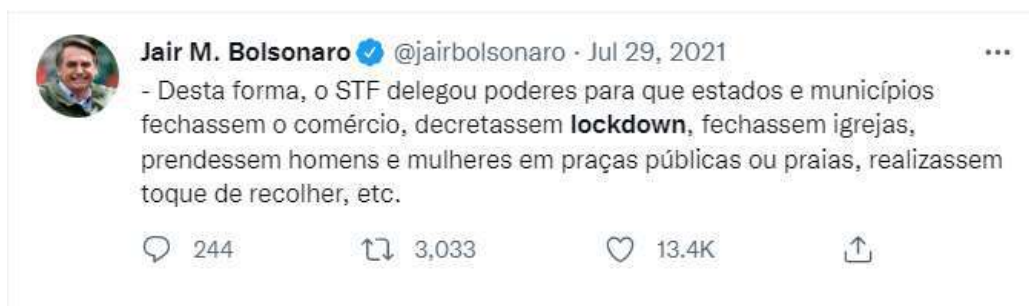 Jair M. Bolsonaro @jairbolsonaro · Jul 29, 2021
- Desta forma, o STF delegou poderes para que estados e municípios
fechassem o comércio, decretassem lockdown, fechassem igrejas,
prendessem homens e mulheres em praças públicas ou praias, realizassem
toque de recolher, etc.
244 3,033 13.4K